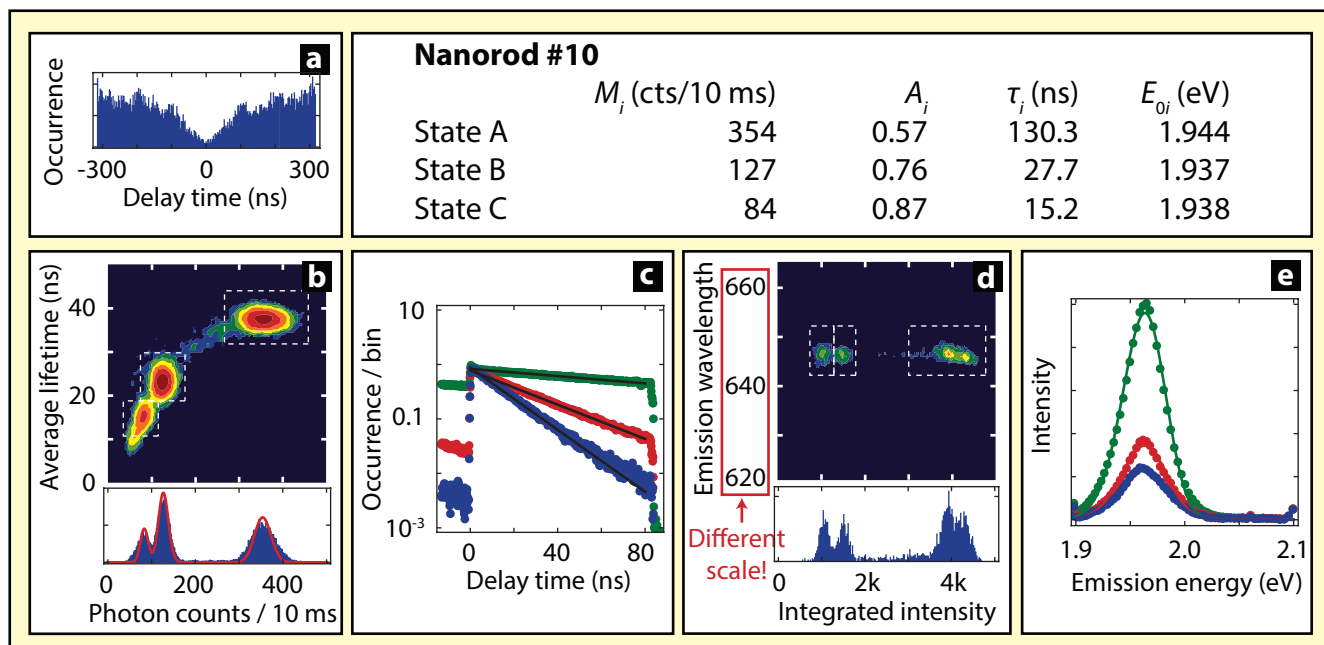 a
Occurrence
-300 0 300
Delay time (ns)
Nanorod #10
M_i (cts/10 ms) A_i τ_i (ns) E_0i (eV)
State A 354 0.57 130.3 1.944
State B 127 0.76 27.7 1.937
State C 84 0.87 15.2 1.938
b
Average lifetime (ns)
40
20
0
0 200 400
Photon counts / 10 ms
c
Occurrence / bin
10
0.1
10⁻³
0 40 80
Delay time (ns)
d
Emission wavelength
660
640
620
Different
scale!
0 2k 4k
Integrated intensity
e
Intensity
1.9 2.0 2.1
Emission energy (eV)